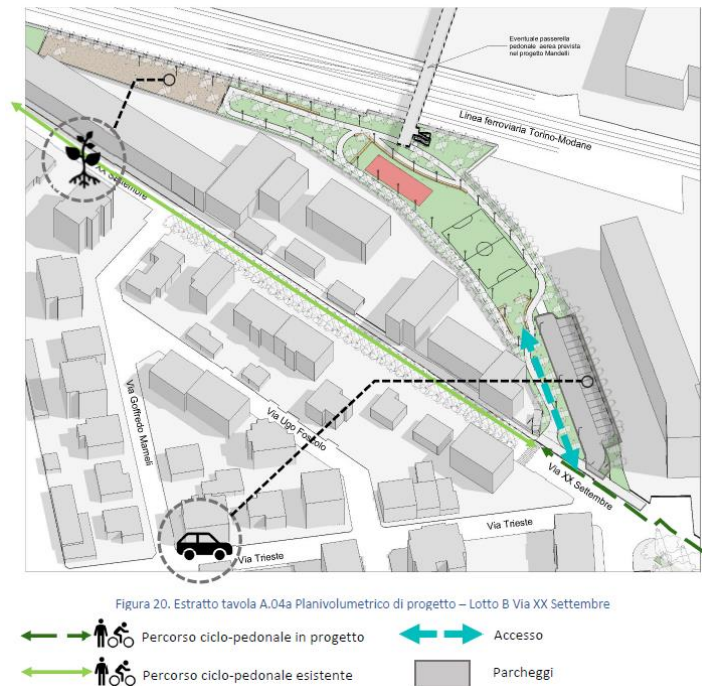 Eventuale passerella
pedonale aerea prevista
nel progetto Mandelli
Linea ferroviaria Torino-Modane
XX Settembre
Via Goffredo Mameli
Via Ugo Foscolo
Via XX Settembre
Via Trieste
Via Trieste
Figura 20. Estratto tavola A.04a Planivolumetrico di progetto – Lotto B Via XX Settembre
Percorso ciclo-pedonale in progetto
Accesso
Percorso ciclo-pedonale esistente
Parcheggi